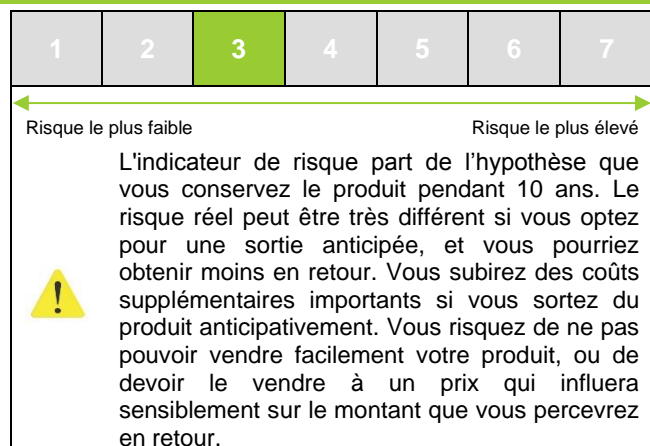 1 2 3 4 5 6 7
Risque le plus faible Risque le plus élevé
L'indicateur de risque part de l’hypothèse que
vous conservez le produit pendant 10 ans. Le
risque réel peut être très différent si vous optez
pour une sortie anticipée, et vous pourriez
obtenir moins en retour. Vous subirez des coûts
supplémentaires importants si vous sortez du
produit anticipativement. Vous risquez de ne pas
pouvoir vendre facilement votre produit, ou de
devoir le vendre à un prix qui influera
sensiblement sur le montant que vous percevrez
en retour.